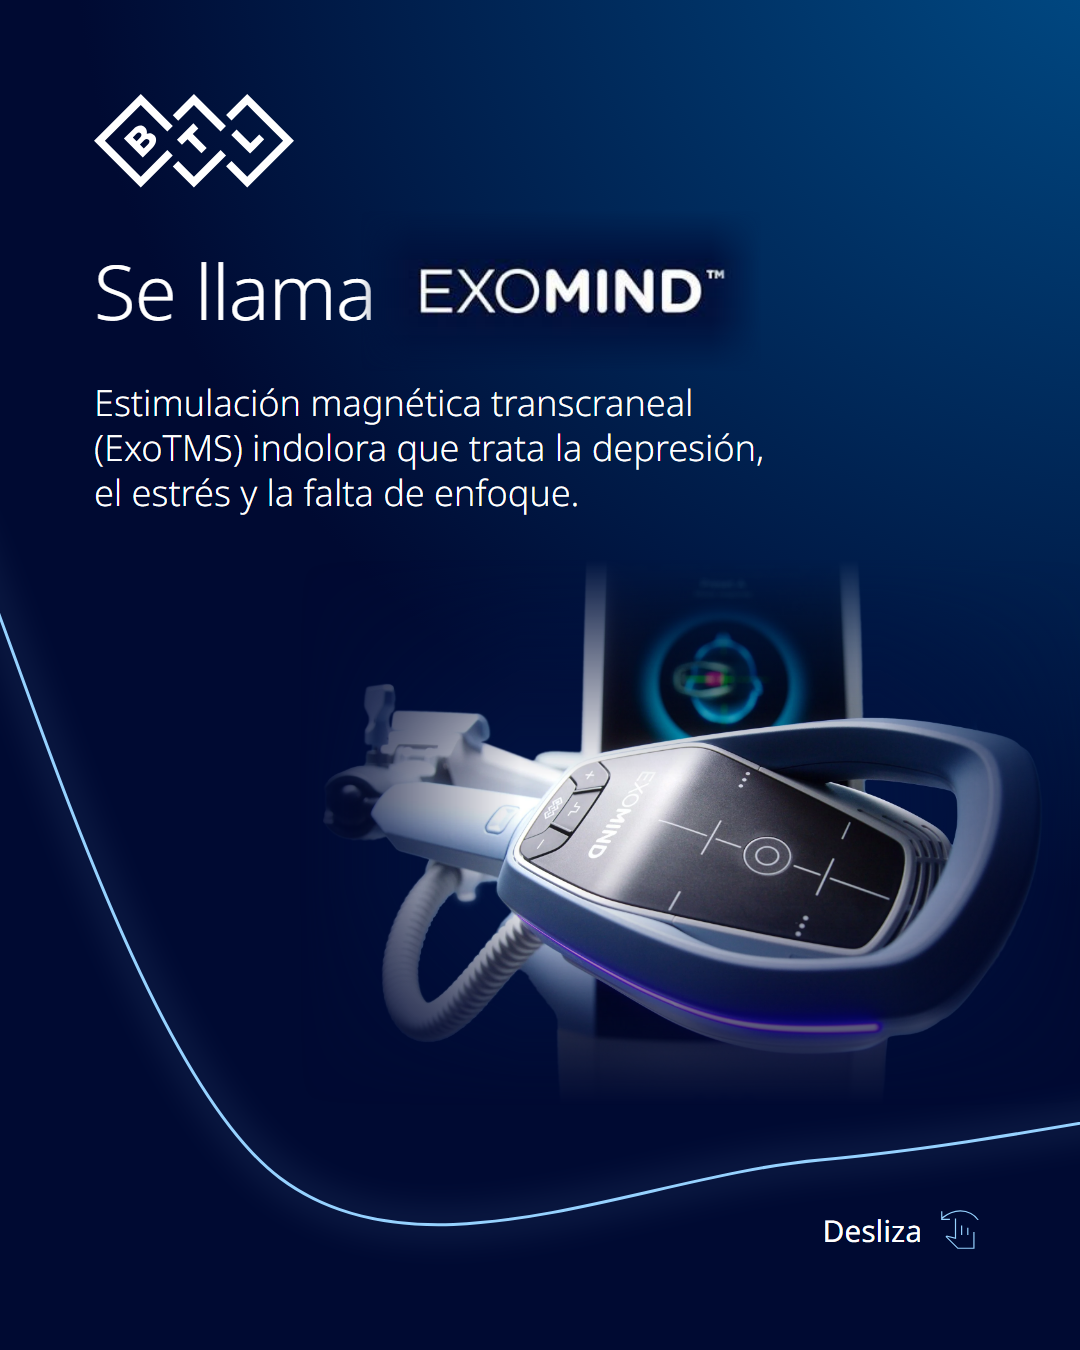 BTL
Se llama EXOMIND™
Estimulación magnética transcraneal
(ExoTMS) indolora que trata la depresión,
el estrés y la falta de enfoque.
EXOMIND
Desliza